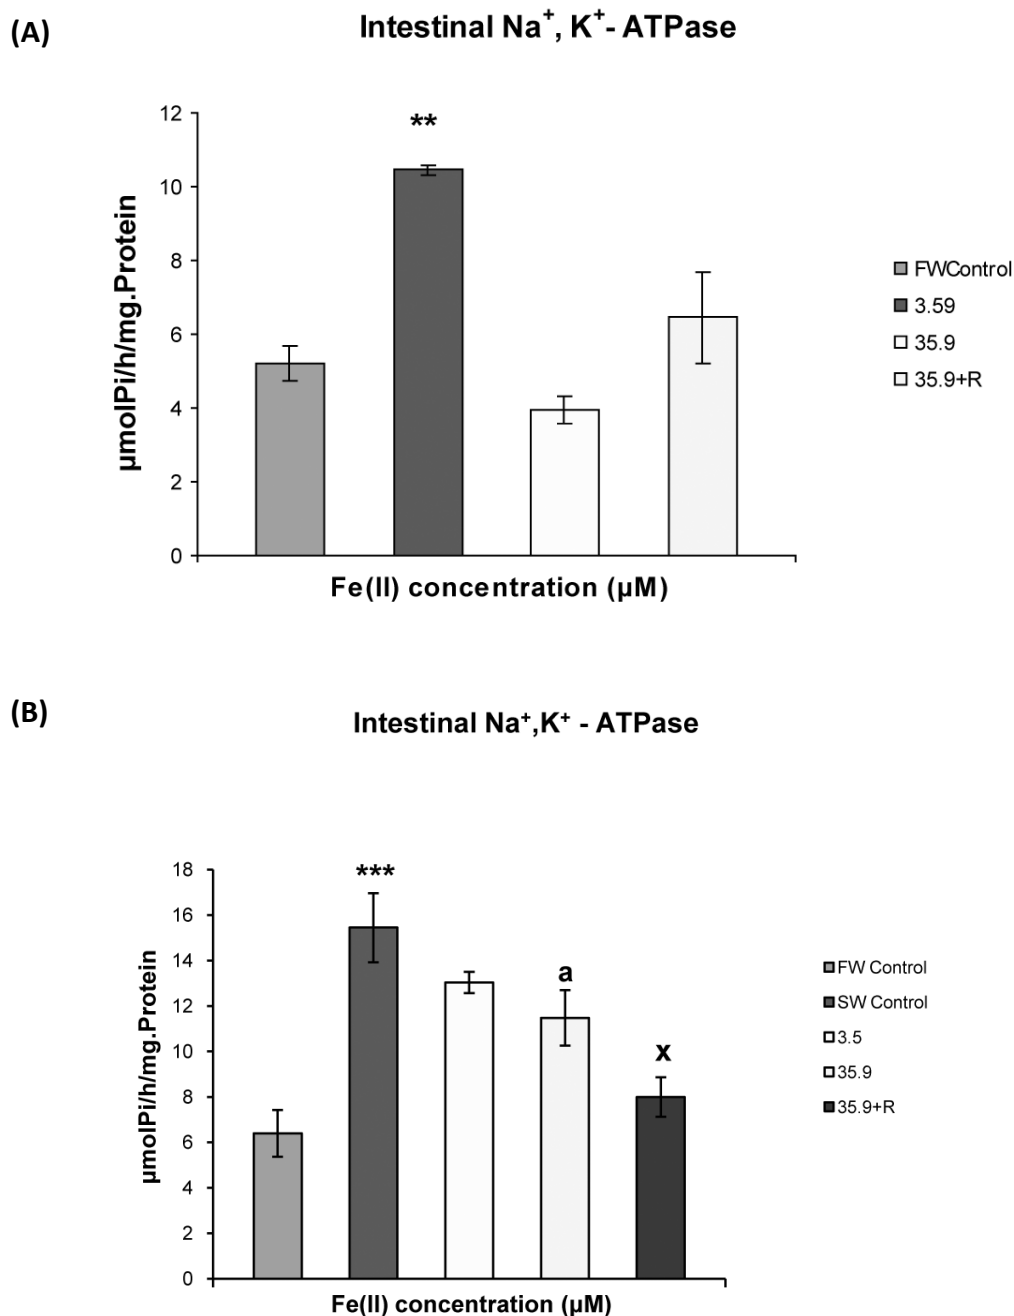 (A)
Intestinal Na+, K+- ATPase
12
**
10
8
6
4
2
0
µmolPi/h/mg.Protein
Fe(II) concentration (µM)
FWControl
3.59
35.9
35.9+R
(B)
Intestinal Na+,K+ - ATPase
18
***
16
14
a
12
10
x
8
6
4
2
0
µmolPi/h/mg.Protein
Fe(II) concentration (µM)
FW Control
SW Control
3.5
35.9
35.9+R